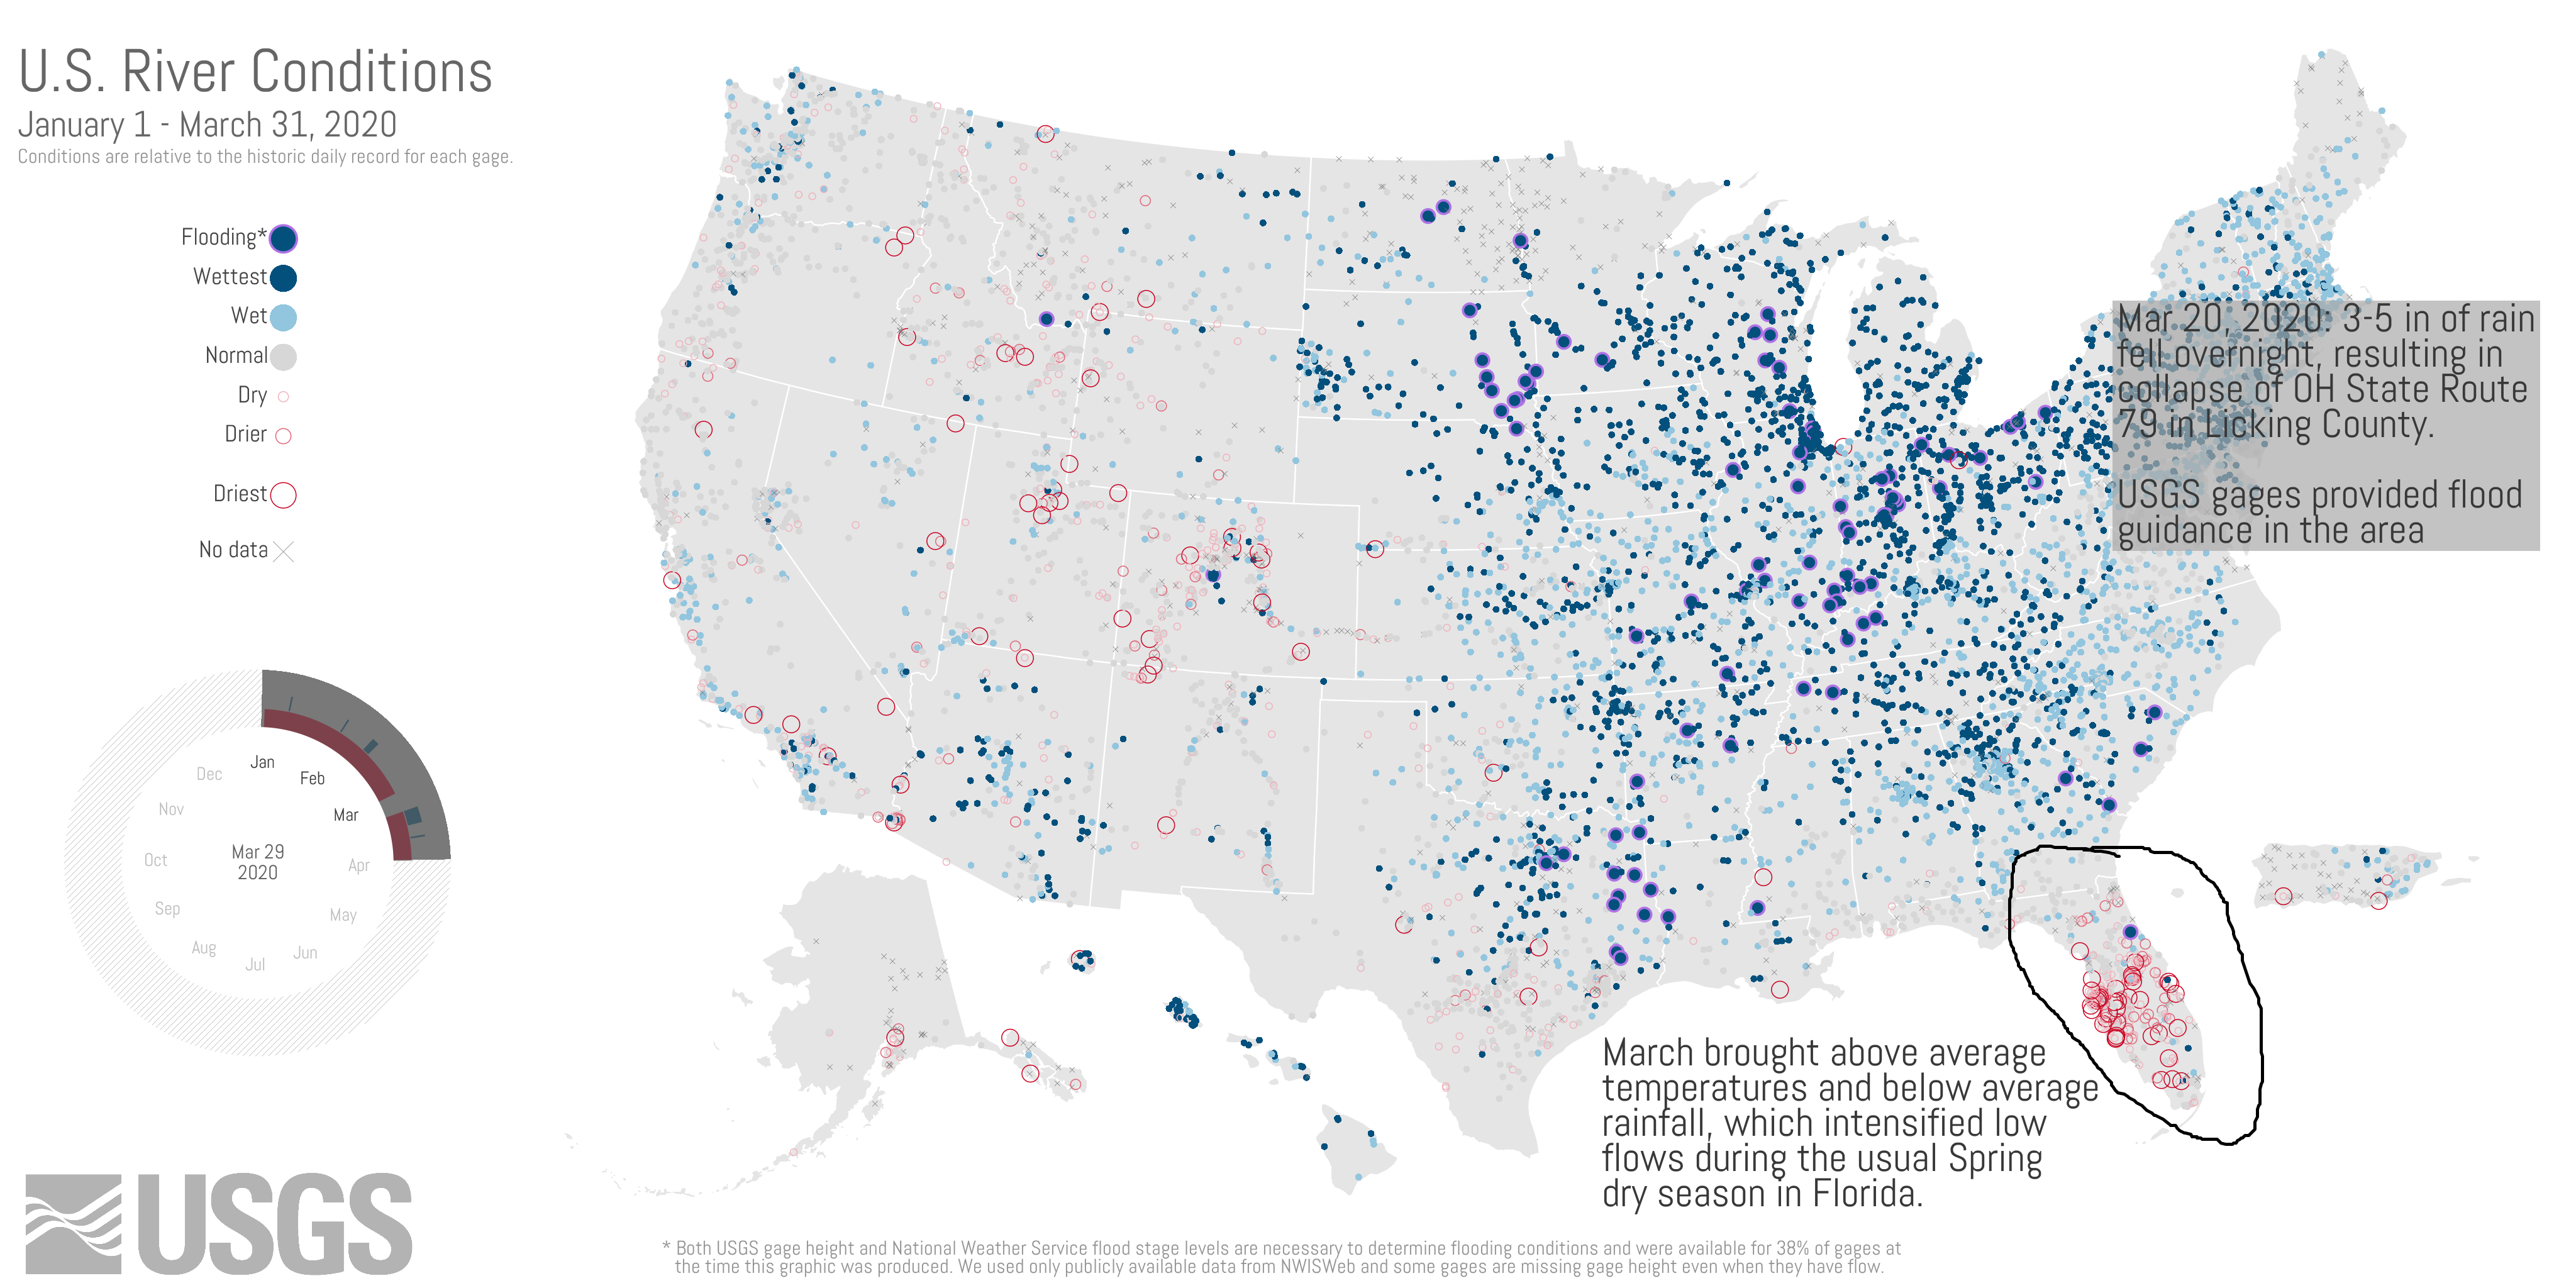 U.S. River Conditions
January 1 - March 31, 2020
Conditions are relative to the historic daily record for each gage.
Flooding*
Wettest
Wet
Normal
Dry
Drier
Driest
No data
Mar 20, 2020: 3-5 in of rain
fell overnight, resulting in
collapse of OH State Route
79 in Licking County.
USGS gages provided flood
guidance in the area
Jan
Feb
Mar
Apr
May
Jun
Jul
Aug
Sep
Oct
Nov
Dec
Mar 29
2020
March brought above average
temperatures and below average
rainfall, which intensified low
flows during the usual Spring
dry season in Florida.
USGS
* Both USGS gage height and National Weather Service flood stage levels are necessary to determine flooding conditions and were available for 38% of gages at
the time this graphic was produced. We used only publicly available data from NWISWeb and some gages are missing gage height even when they have flow.